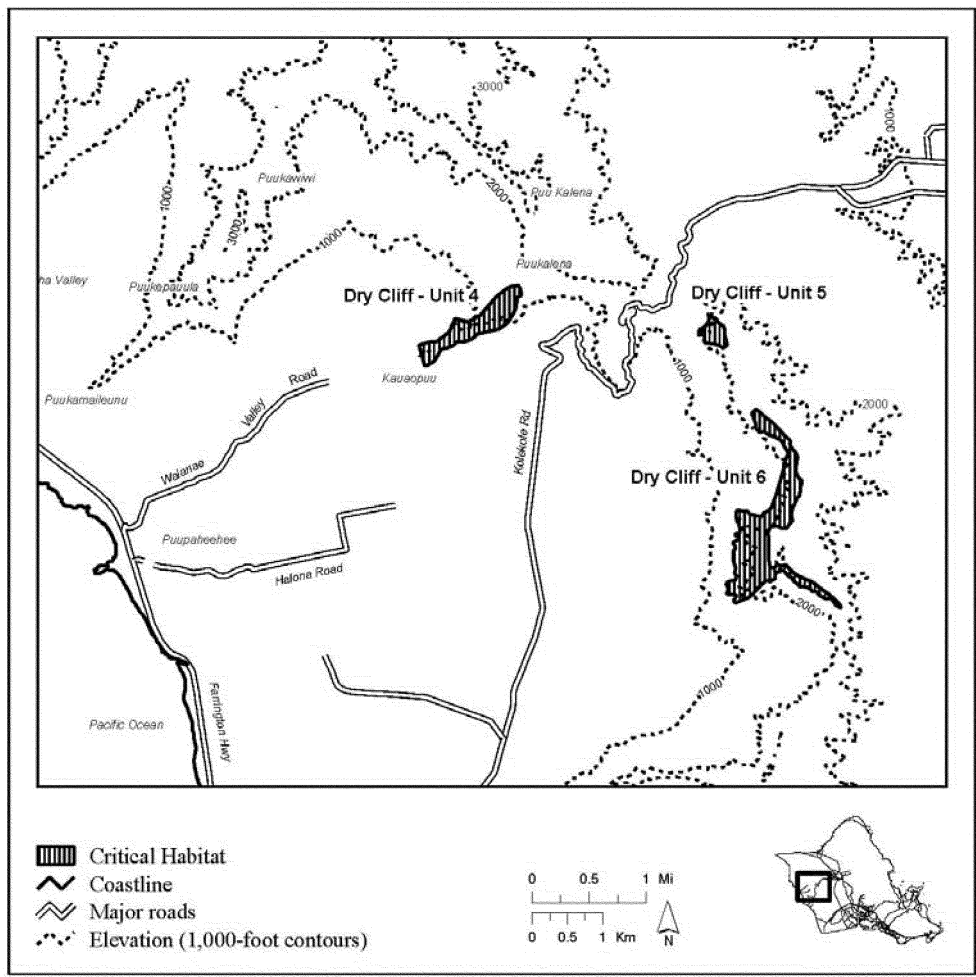 3000
1000
1000
Puukawiwi
2000
Puu Kalena
1000
3000
Puukalena
ha Valley
Puukepauula
Dry Cliff - Unit 4
Dry Cliff - Unit 5
1000
Kauaopuu
Puukamaileunu
Waianae Valley Road
2000
Kolekole Rd
Dry Cliff - Unit 6
Puupaheehee
Halona Road
2000
1000
Farrington Hwy
Pacific Ocean
Critical Habitat
Coastline
Major roads
Elevation (1,000-foot contours)
0 0.5 1 Mi
0 0.5 1 Km
N